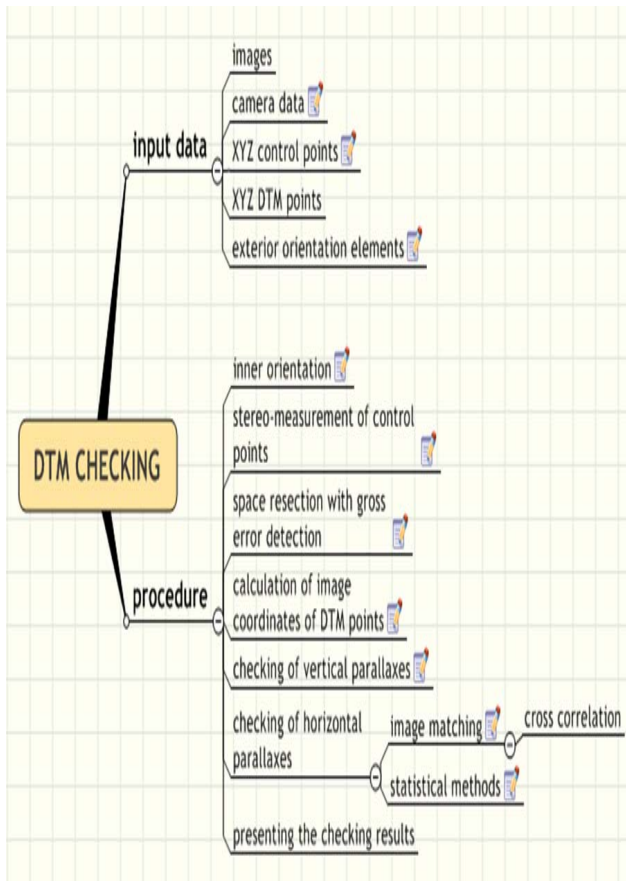 DTM CHECKING
input data
images
camera data
XYZ control points
XYZ DTM points
exterior orientation elements
procedure
inner orientation
stereo-measurement of control
points
space resection with gross
error detection
calculation of image
coordinates of DTM points
checking of vertical parallaxes
checking of horizontal
parallaxes
image matching
cross correlation
statistical methods
presenting the checking results